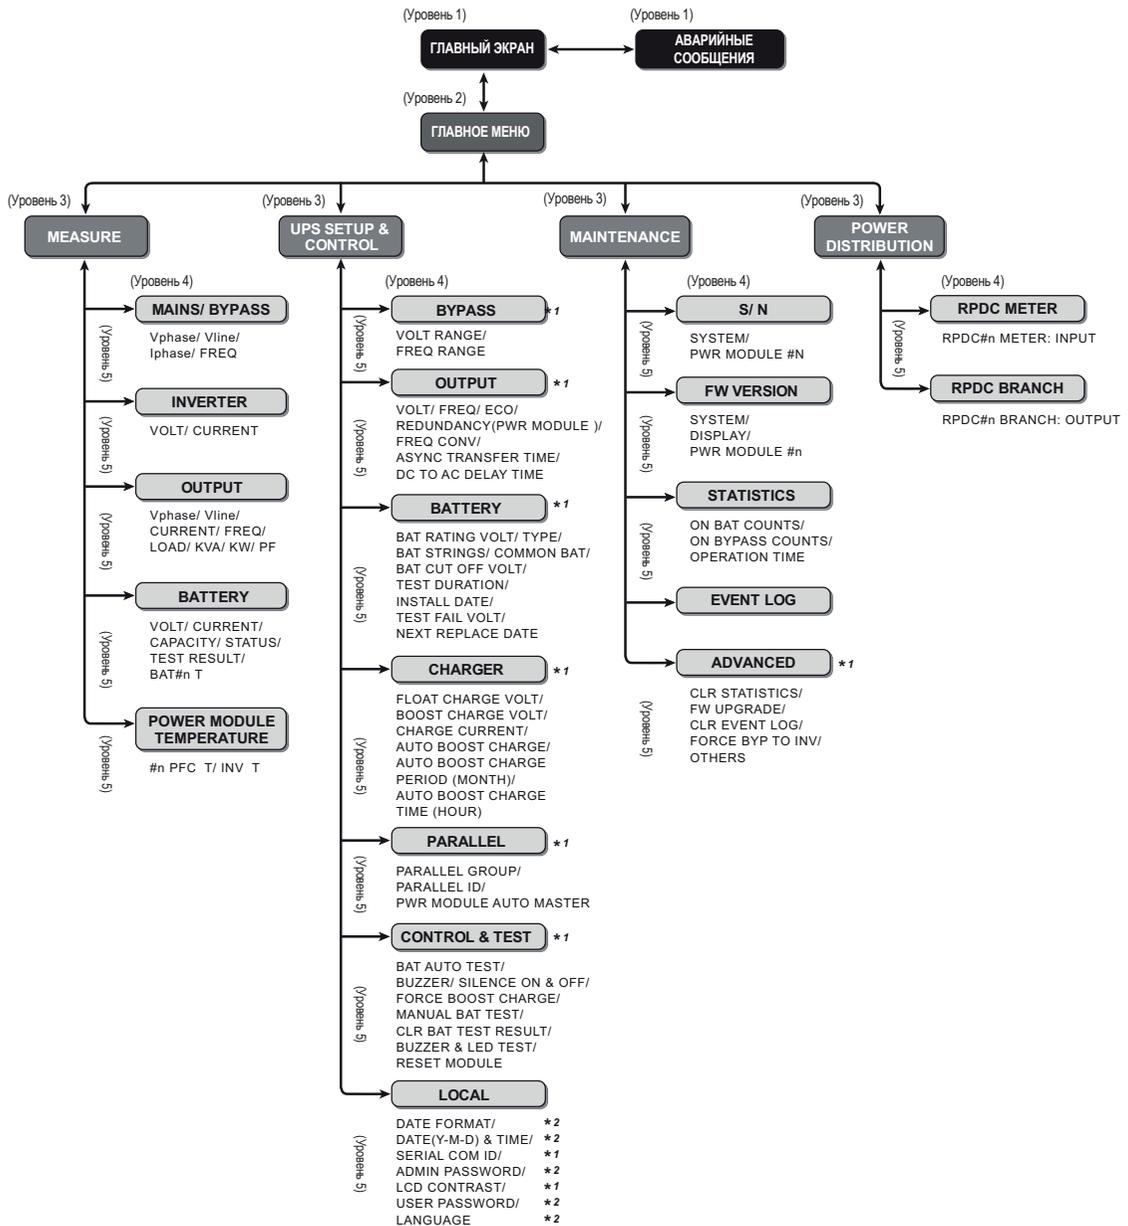 (Уровень 1)
(Уровень 1)
ГЛАВНЫЙ ЭКРАН
АВАРИЙНЫЕ
СООБЩЕНИЯ
(Уровень 2)
ГЛАВНОЕ МЕНЮ
(Уровень 3)
MEASURE
(Уровень 4)
MAINS/ BYPASS
(Уровень 5)
Vphase/ Vline/
Iphase/ FREQ
INVERTER
(Уровень 5)
VOLT/ CURRENT
OUTPUT
(Уровень 5)
Vphase/ Vline/
CURRENT/ FREQ/
LOAD/ KVA/ KW/ PF
BATTERY
(Уровень 5)
VOLT/ CURRENT/
CAPACITY/ STATUS/
TEST RESULT/
BAT#n T
POWER MODULE
TEMPERATURE
(Уровень 5)
#n PFC T/ INV T
(Уровень 3)
UPS SETUP &
CONTROL
(Уровень 4)
BYPASS *1
(Уровень 5)
VOLT RANGE/
FREQ RANGE
OUTPUT *1
(Уровень 5)
VOLT/ FREQ/ ECO/
REDUNDANCY(PWR MODULE )/
FREQ CONV/
ASYNC TRANSFER TIME/
DC TO AC DELAY TIME
BATTERY *1
(Уровень 5)
BAT RATING VOLT/ TYPE/
BAT STRINGS/ COMMON BAT/
BAT CUT OFF VOLT/
TEST DURATION/
INSTALL DATE/
TEST FAIL VOLT/
NEXT REPLACE DATE
CHARGER *1
(Уровень 5)
FLOAT CHARGE VOLT/
BOOST CHARGE VOLT/
CHARGE CURRENT/
AUTO BOOST CHARGE/
AUTO BOOST CHARGE
PERIOD (MONTH)/
AUTO BOOST CHARGE
TIME (HOUR)
PARALLEL *1
(Уровень 5)
PARALLEL GROUP/
PARALLEL ID/
PWR MODULE AUTO MASTER
CONTROL & TEST *1
(Уровень 5)
BAT AUTO TEST/
BUZZER/ SILENCE ON & OFF/
FORCE BOOST CHARGE/
MANUAL BAT TEST/
CLR BAT TEST RESULT/
BUZZER & LED TEST/
RESET MODULE
LOCAL
(Уровень 5)
DATE FORMAT/ *2
DATE(Y-M-D) & TIME/ *2
SERIAL COM ID/ *1
ADMIN PASSWORD/ *2
LCD CONTRAST/ *1
USER PASSWORD/ *2
LANGUAGE *2
(Уровень 3)
MAINTENANCE
(Уровень 4)
S/ N
(Уровень 5)
SYSTEM/
PWR MODULE #N
FW VERSION
(Уровень 5)
SYSTEM/
DISPLAY/
PWR MODULE #n
STATISTICS
(Уровень 5)
ON BAT COUNTS/
ON BYPASS COUNTS/
OPERATION TIME
EVENT LOG
ADVANCED *1
(Уровень 5)
CLR STATISTICS/
FW UPGRADE/
CLR EVENT LOG/
FORCE BYP TO INV/
OTHERS
(Уровень 3)
POWER
DISTRIBUTION
(Уровень 4)
RPDC METER
(Уровень 5)
RPDC#n METER: INPUT
RPDC BRANCH
RPDC#n BRANCH: OUTPUT